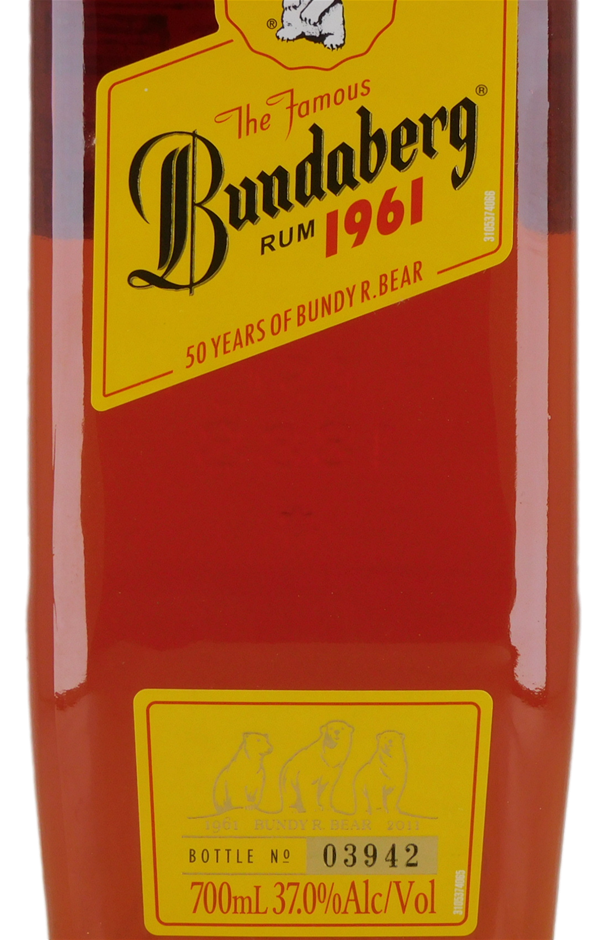 ®
The Famous
Bundaberg®
RUM 1961
3105374066
50 YEARS OF BUNDY R. BEAR
1961 BUNDY R. BEAR 2011
BOTTLE Nº 03942
700mL 37.0%Alc/Vol